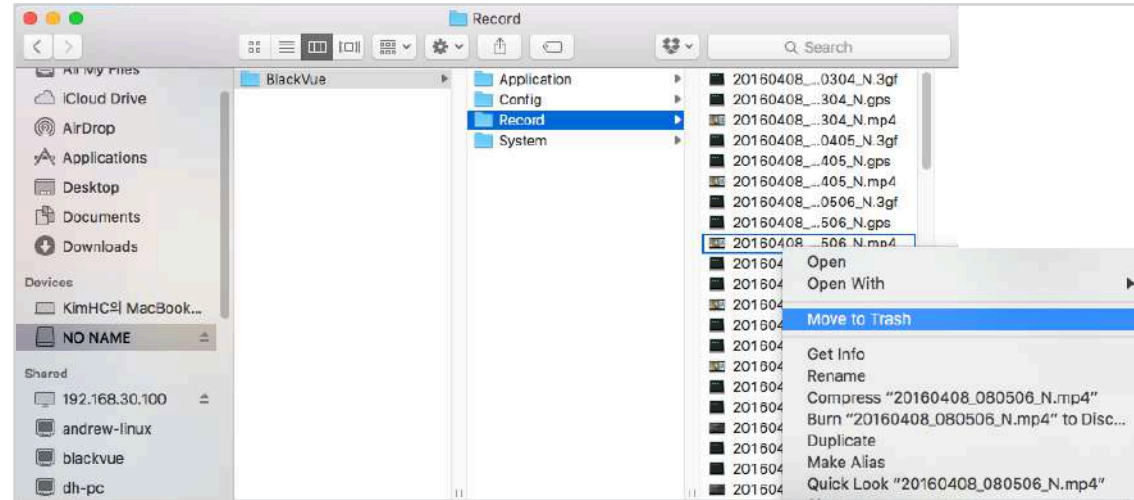 Record
Search
All My Files
iCloud Drive
AirDrop
Applications
Desktop
Documents
Downloads
Devices
KimHC의 MacBook...
NO NAME
Shared
192.168.30.100
andrew-linux
blackvue
dh-pc
BlackVue
Application
Config
Record
System
20160408_...0304_N.3gf
20160408_...304_N.gps
20160408_...304_N.mp4
20160408_...0405_N.3gf
20160408_...405_N.gps
20160408_...405_N.mp4
20160408_...0506_N.3gf
20160408_...506_N.gps
20160408_...506_N.mp4
201604
201604
201604
201604
201604
201604
201604
201604
201604
201604
201604
201604
Open
Open With
Move to Trash
Get Info
Rename
Compress “20160408_080506_N.mp4”
Burn “20160408_080506_N.mp4” to Disc...
Duplicate
Make Alias
Quick Look “20160408_080506_N.mp4”